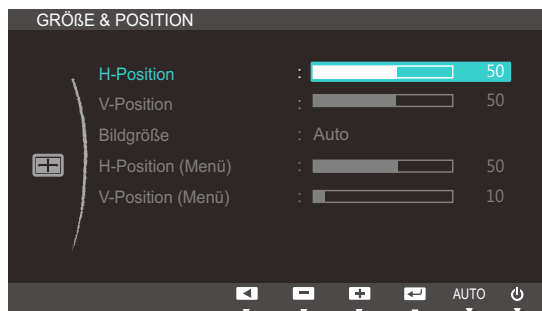 GRÖßE & POSITION
H-Position : 50
V-Position : 50
Bildgröße : Auto
H-Position (Menü) : 50
V-Position (Menü) : 10
AUTO